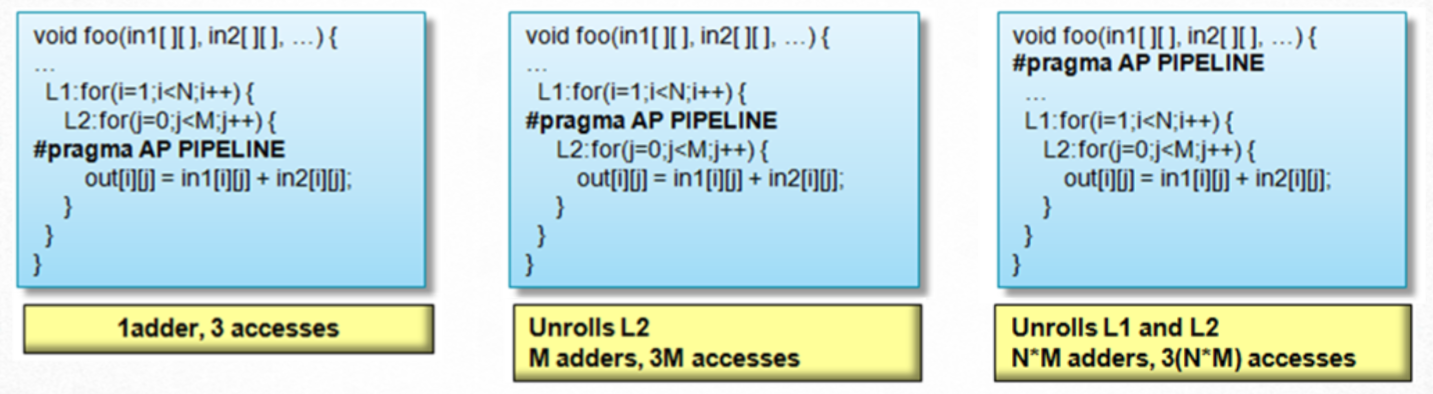 void foo(in1[ ][ ], in2[ ][ ], …) {
…
L1:for(i=1;i<N;i++) {
L2:for(j=0;j<M;j++) {
#pragma AP PIPELINE
out[i][j] = in1[i][j] + in2[i][j];
}
}
}
1adder, 3 accesses
void foo(in1[ ][ ], in2[ ][ ], …) {
…
L1:for(i=1;i<N;i++) {
#pragma AP PIPELINE
L2:for(j=0;j<M;j++) {
out[i][j] = in1[i][j] + in2[i][j];
}
}
}
Unrolls L2
M adders, 3M accesses
void foo(in1[ ][ ], in2[ ][ ], …) {
#pragma AP PIPELINE
…
L1:for(i=1;i<N;i++) {
L2:for(j=0;j<M;j++) {
out[i][j] = in1[i][j] + in2[i][j];
}
}
}
Unrolls L1 and L2
N*M adders, 3(N*M) accesses